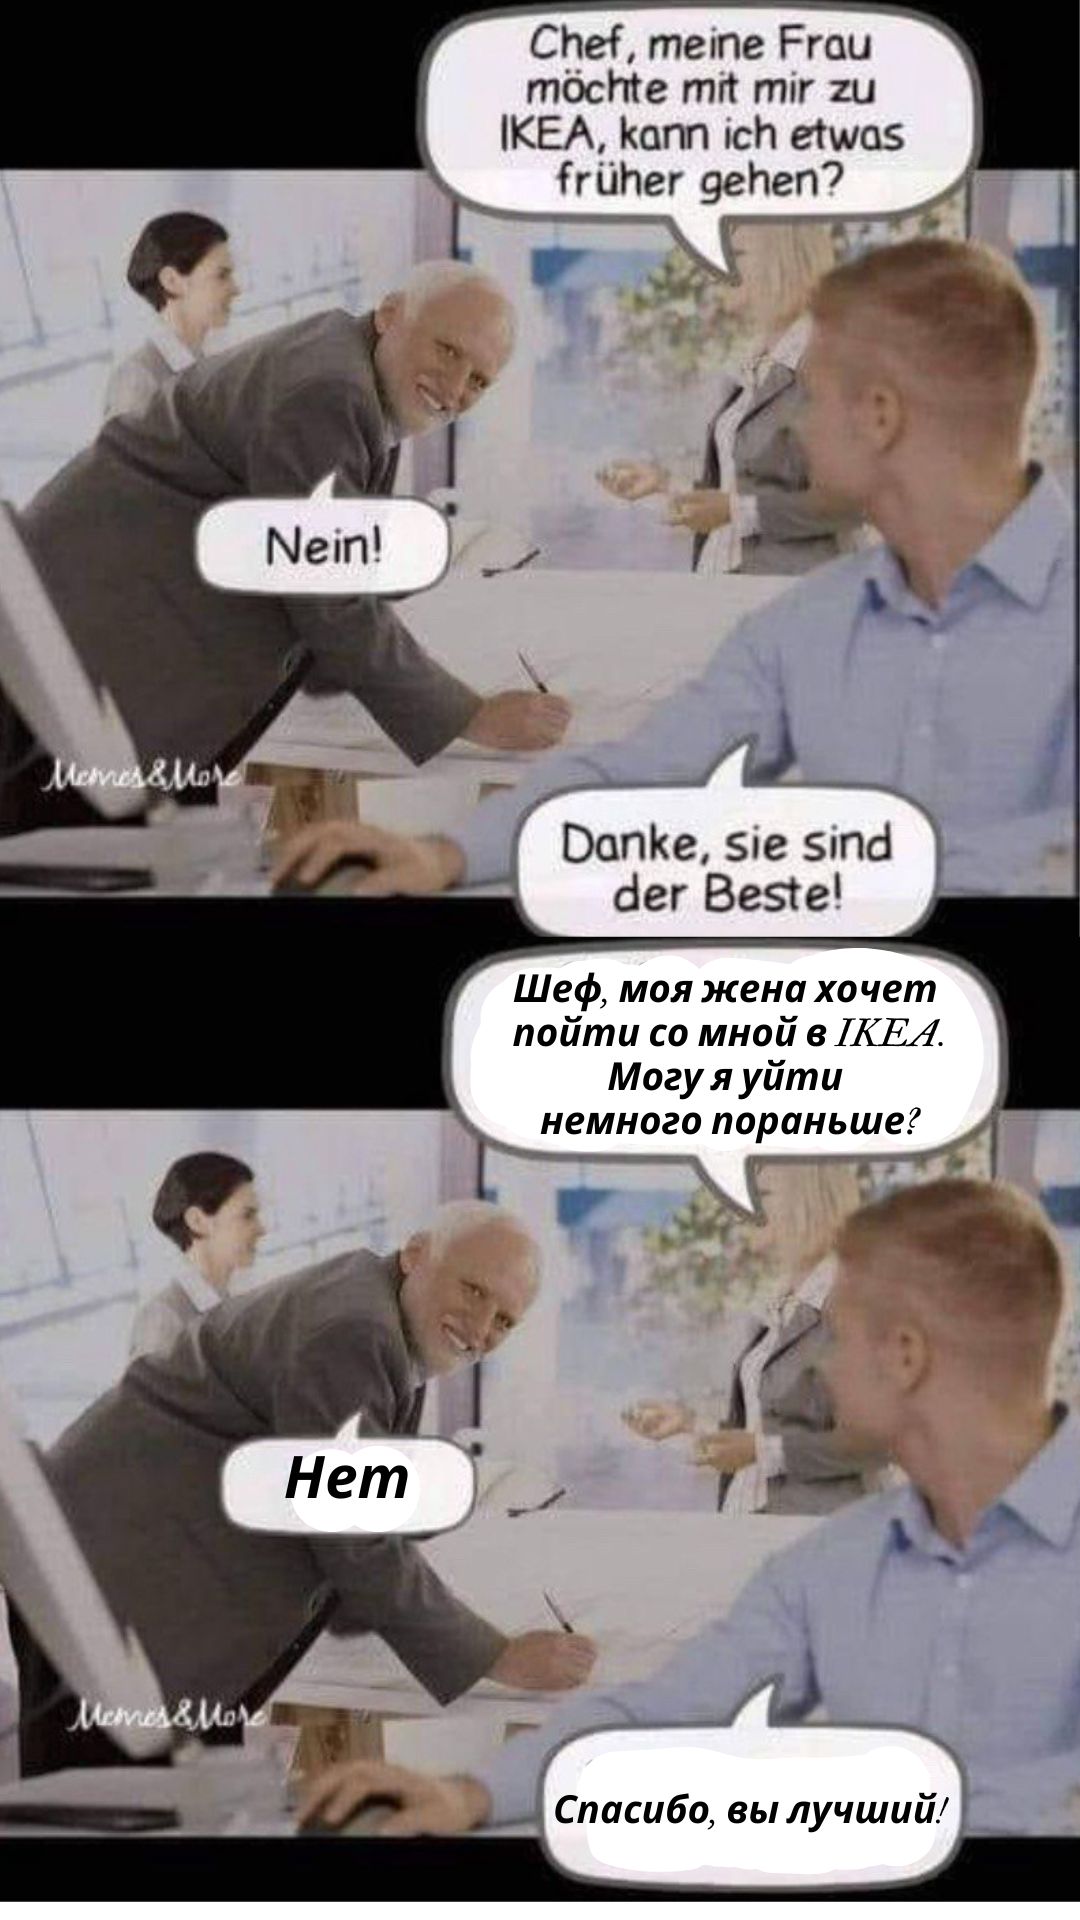 Chef, meine Frau
möchte mit mir zu
IKEA, kann ich etwas
früher gehen?
Nein!
Memes&More
Danke, sie sind
der Beste!
Шеф, моя жена хочет
пойти со мной в IKEA.
Могу я уйти
немного пораньше?
Нет
Memes&More
Спасибо, вы лучший!